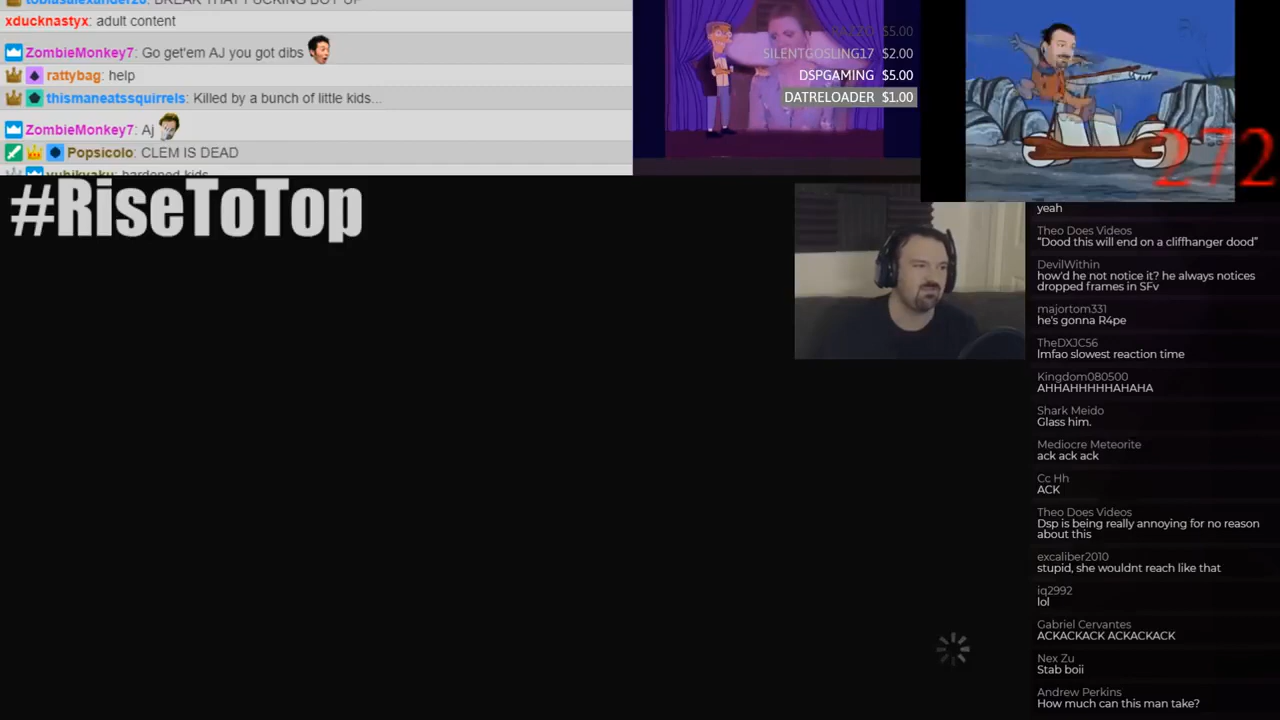 xducknastyx: adult content
ZombieMonkey7: Go get'em AJ you got dibs
rattybag: help
thismaneatssquirrels: Killed by a bunch of little kids...
ZombieMonkey7: Aj
Popsicolo: CLEM IS DEAD
#RiseToTop
$5.00
SILENTGOSLING17 $2.00
DSPGAMING $5.00
DATRELOADER $1.00
272
yeah
Theo Does Videos
“Dood this will end on a cliffhanger dood”
DevilWithin
how'd he not notice it? he always notices
dropped frames in SFv
majortom331
he's gonna R4pe
TheDXJC56
lmfao slowest reaction time
Kingdom080500
AHHAHHHHHAHAHA
Shark Meido
Glass him.
Mediocre Meteorite
ack ack ack
Cc Hh
ACK
Theo Does Videos
Dsp is being really annoying for no reason
about this
excaliber2010
stupid, she wouldnt reach like that
iq2992
lol
Gabriel Cervantes
ACKACKACK ACKACKACK
Nex Zu
Stab boii
Andrew Perkins
How much can this man take?